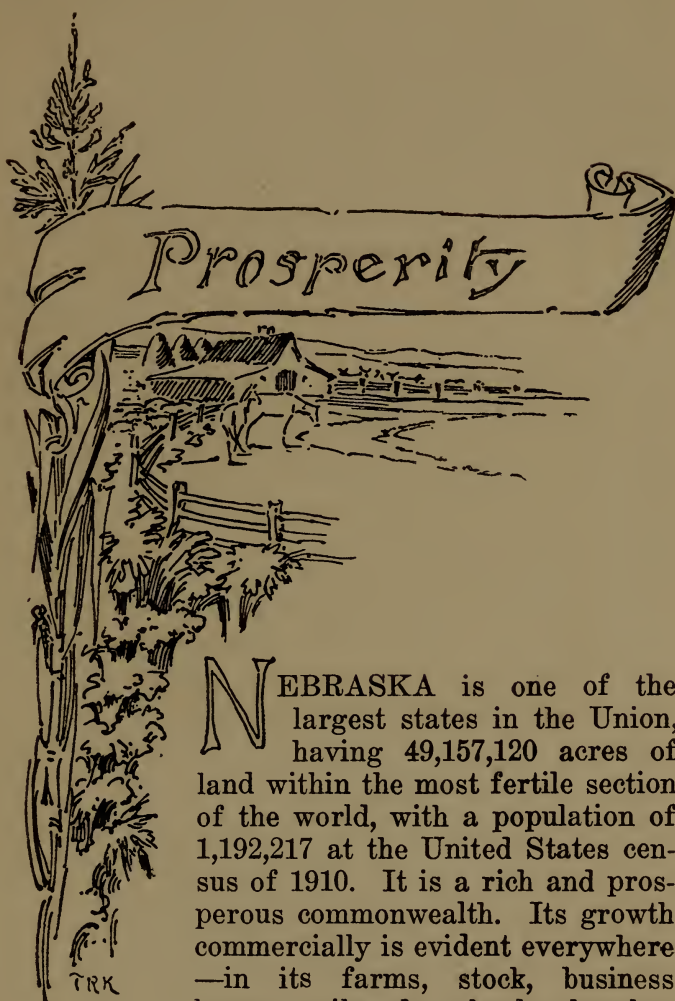 Prosperity
NEBRASKA is one of the
largest states in the Union,
having 49,157,120 acres of
land within the most fertile section
of the world, with a population of
1,192,217 at the United States cen-
sus of 1910. It is a rich and pros-
perous commonwealth. Its growth
commercially is evident everywhere
—in its farms, stock, business
TRK